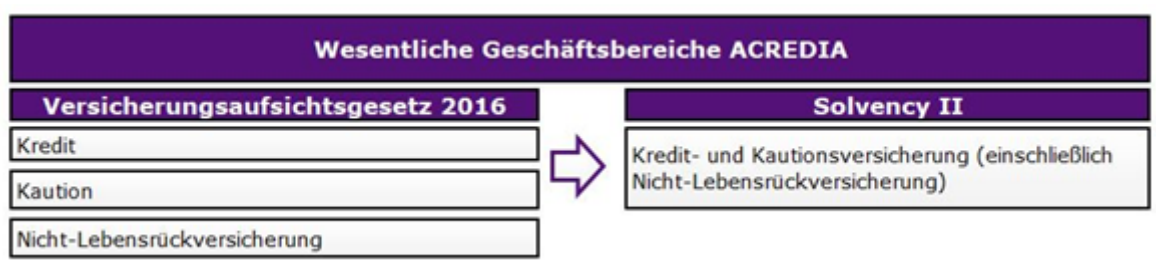 Wesentliche Geschäftsbereiche ACREDIA
Versicherungsaufsichtsgesetz 2016
Kredit
Kaution
Nicht-Lebensrückversicherung
Solvency II
Kredit- und Kautionsversicherung (einschließlich
Nicht-Lebensrückversicherung)